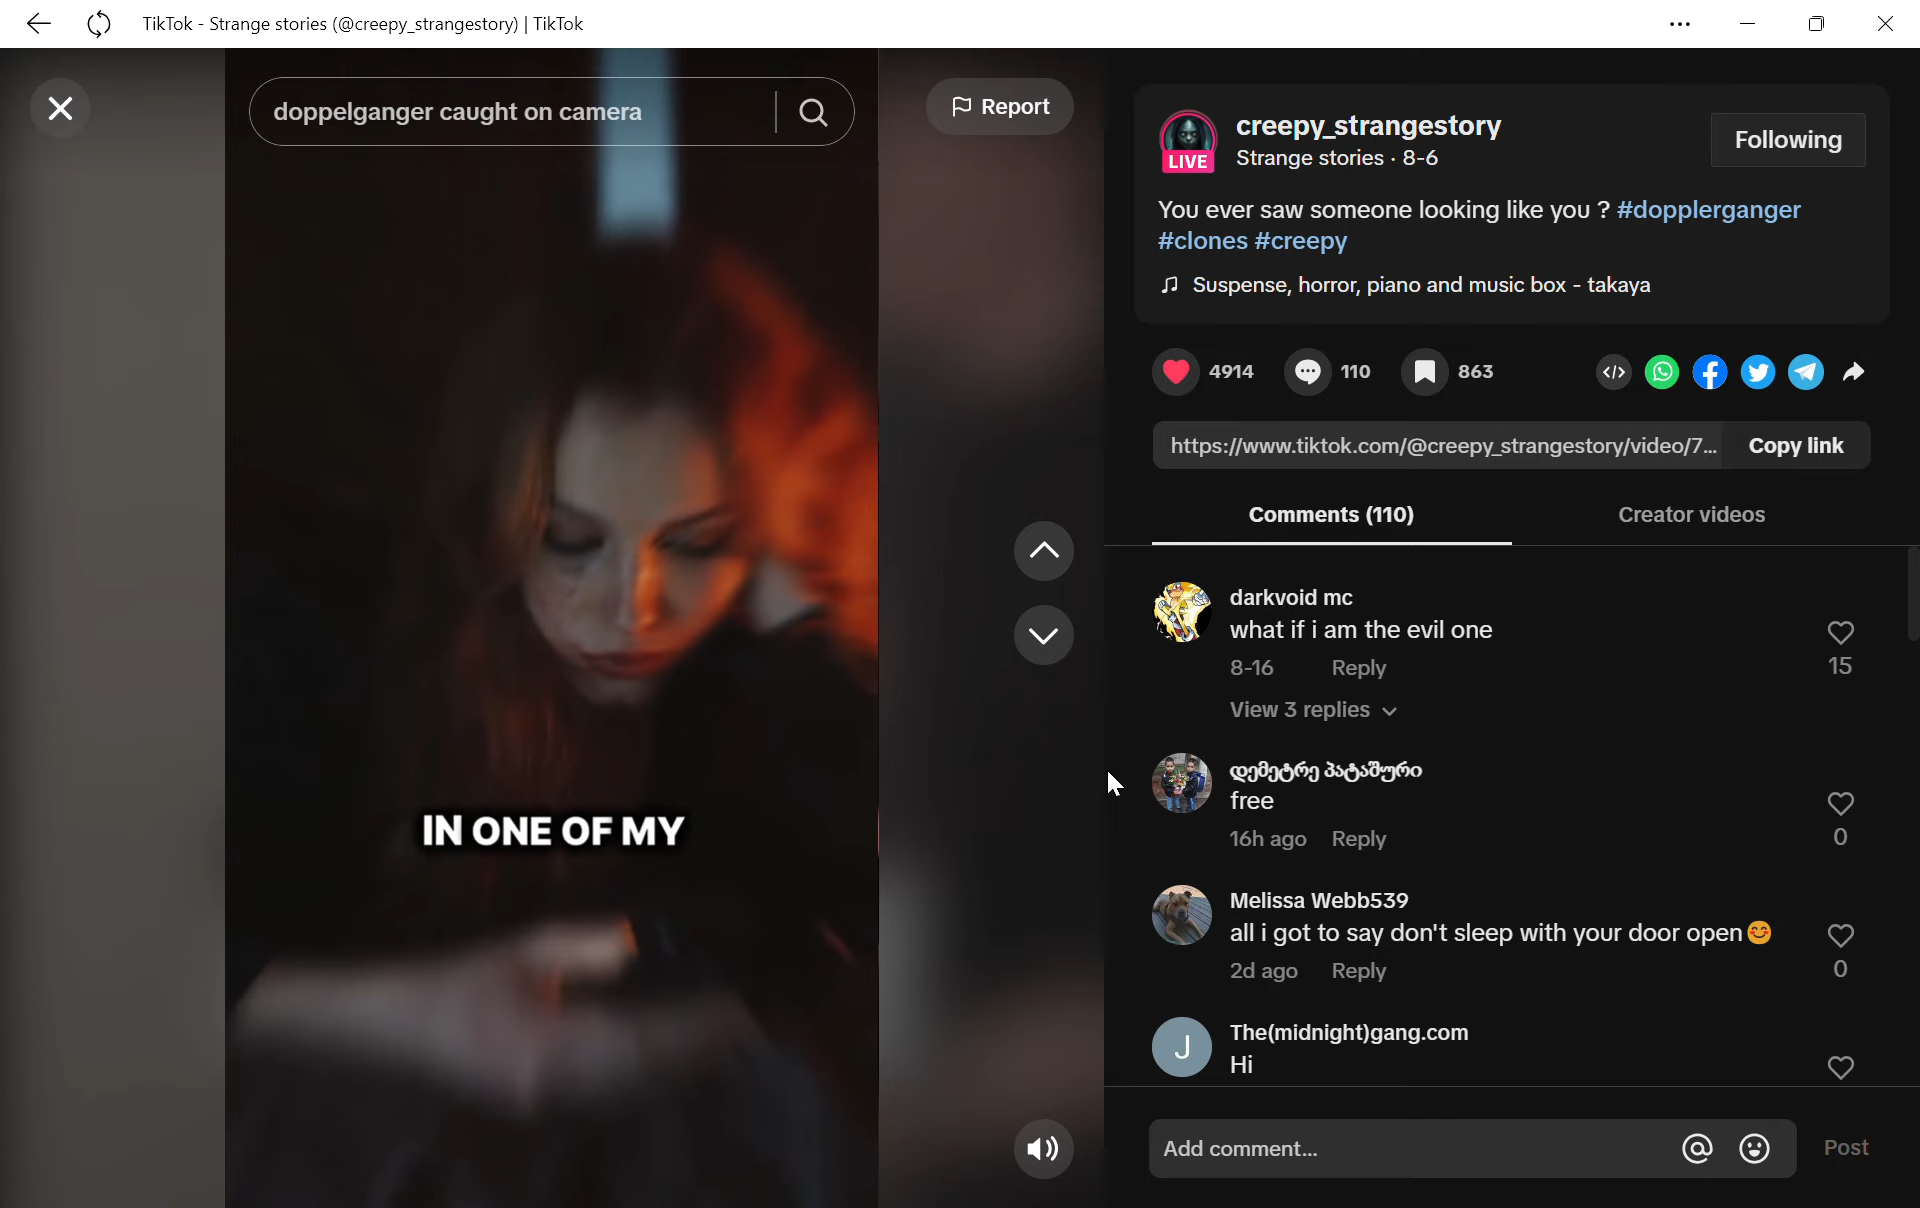 TikTok - Strange stories (@creepy_strangestory) | TikTok
doppelganger caught on camera
Report
IN ONE OF MY
LIVE
creepy_strangestory
Strange stories · 8-6
Following
You ever saw someone looking like you ? #dopplerganger
#clones #creepy
Suspense, horror, piano and music box - takaya
4914
110
863
https://www.tiktok.com/@creepy_strangestory/video/7...
Copy link
Comments (110)
Creator videos
darkvoid mc
what if i am the evil one
8-16 Reply
15
View 3 replies
დემეტრე პატაშური
free
16h ago Reply
0
Melissa Webb539
all i got to say don't sleep with your door open😊
2d ago Reply
0
J
The(midnight)gang.com
Hi
Add comment...
Post